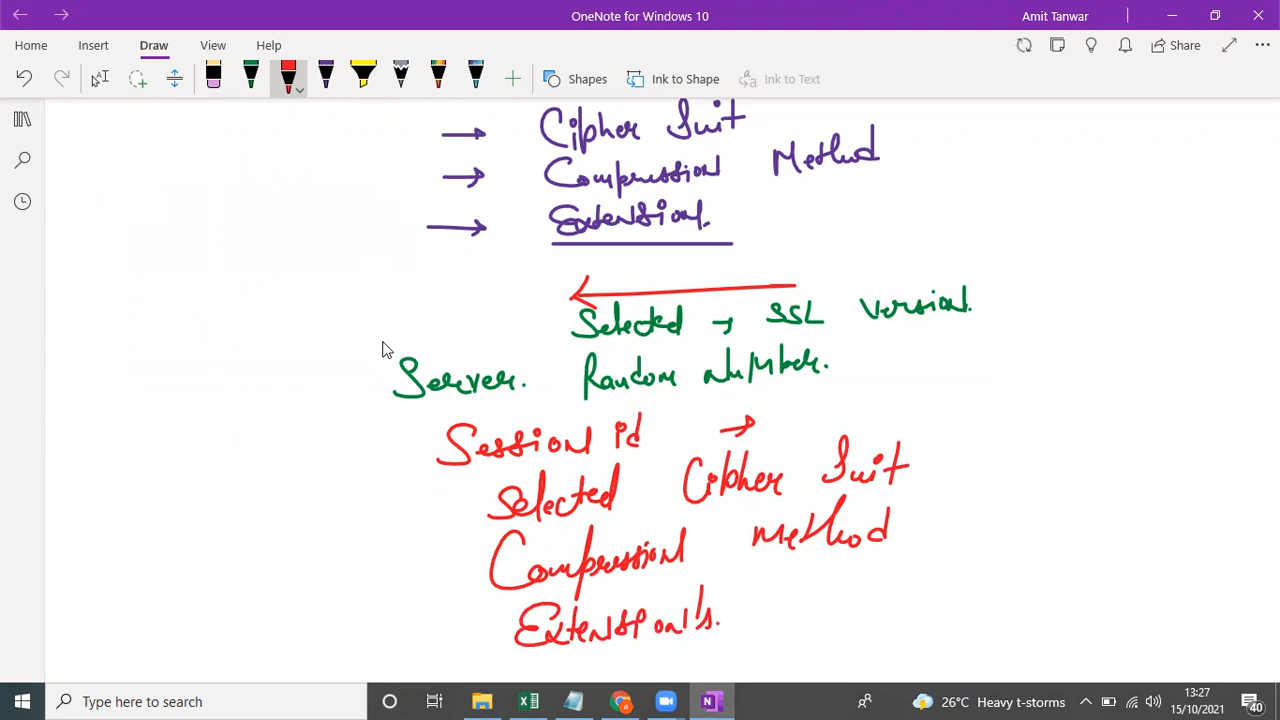 OneNote for Windows 10
Amit Tanwar
Home Insert Draw View Help
Share
Shapes Ink to Shape Ink to Text
→ Cipher Suit
→ Compression Method
→ Extension.
Selected → SSL version.
Server. Random Number.
Session id →
Selected Cipher Suit
Compression Method
Extension's.
Type here to search
26°C Heavy t-storms
13:27
15/10/2021
40